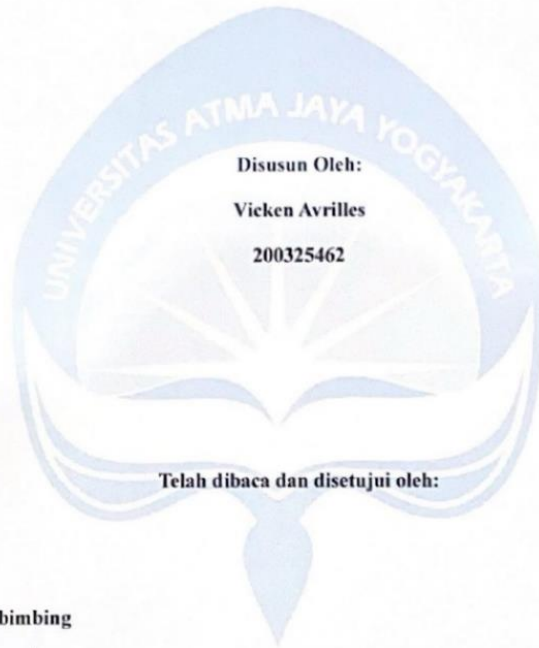 UNIVERSITAS ATMA JAYA YOGYAKARTA
Disusun Oleh:
Vicken Avrilles
200325462
Telah dibaca dan disetujui oleh:
bimbing